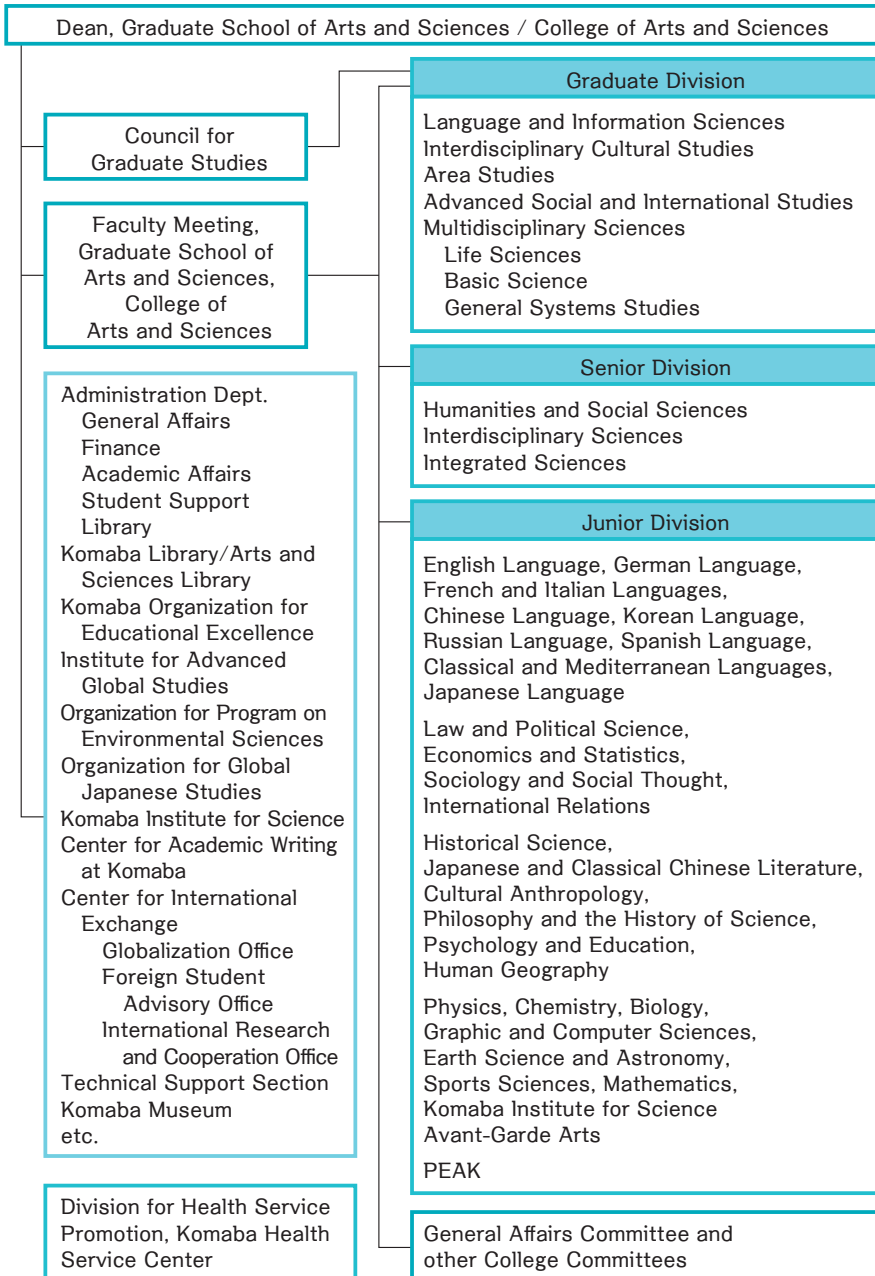 Dean, Graduate School of Arts and Sciences / College of Arts and Sciences
Council for
Graduate Studies
Faculty Meeting,
Graduate School of
Arts and Sciences,
College of
Arts and Sciences
Administration Dept.
General Affairs
Finance
Academic Affairs
Student Support
Library
Komaba Library/Arts and
Sciences Library
Komaba Organization for
Educational Excellence
Institute for Advanced
Global Studies
Organization for Program on
Environmental Sciences
Organization for Global
Japanese Studies
Komaba Institute for Science
Center for Academic Writing
at Komaba
Center for International
Exchange
Globalization Office
Foreign Student
Advisory Office
International Research
and Cooperation Office
Technical Support Section
Komaba Museum
etc.
Division for Health Service
Promotion, Komaba Health
Service Center
Graduate Division
Language and Information Sciences
Interdisciplinary Cultural Studies
Area Studies
Advanced Social and International Studies
Multidisciplinary Sciences
Life Sciences
Basic Science
General Systems Studies
Senior Division
Humanities and Social Sciences
Interdisciplinary Sciences
Integrated Sciences
Junior Division
English Language, German Language,
French and Italian Languages,
Chinese Language, Korean Language,
Russian Language, Spanish Language,
Classical and Mediterranean Languages,
Japanese Language
Law and Political Science,
Economics and Statistics,
Sociology and Social Thought,
International Relations
Historical Science,
Japanese and Classical Chinese Literature,
Cultural Anthropology,
Philosophy and the History of Science,
Psychology and Education,
Human Geography
Physics, Chemistry, Biology,
Graphic and Computer Sciences,
Earth Science and Astronomy,
Sports Sciences, Mathematics,
Komaba Institute for Science
Avant-Garde Arts
PEAK
General Affairs Committee and
other College Committees